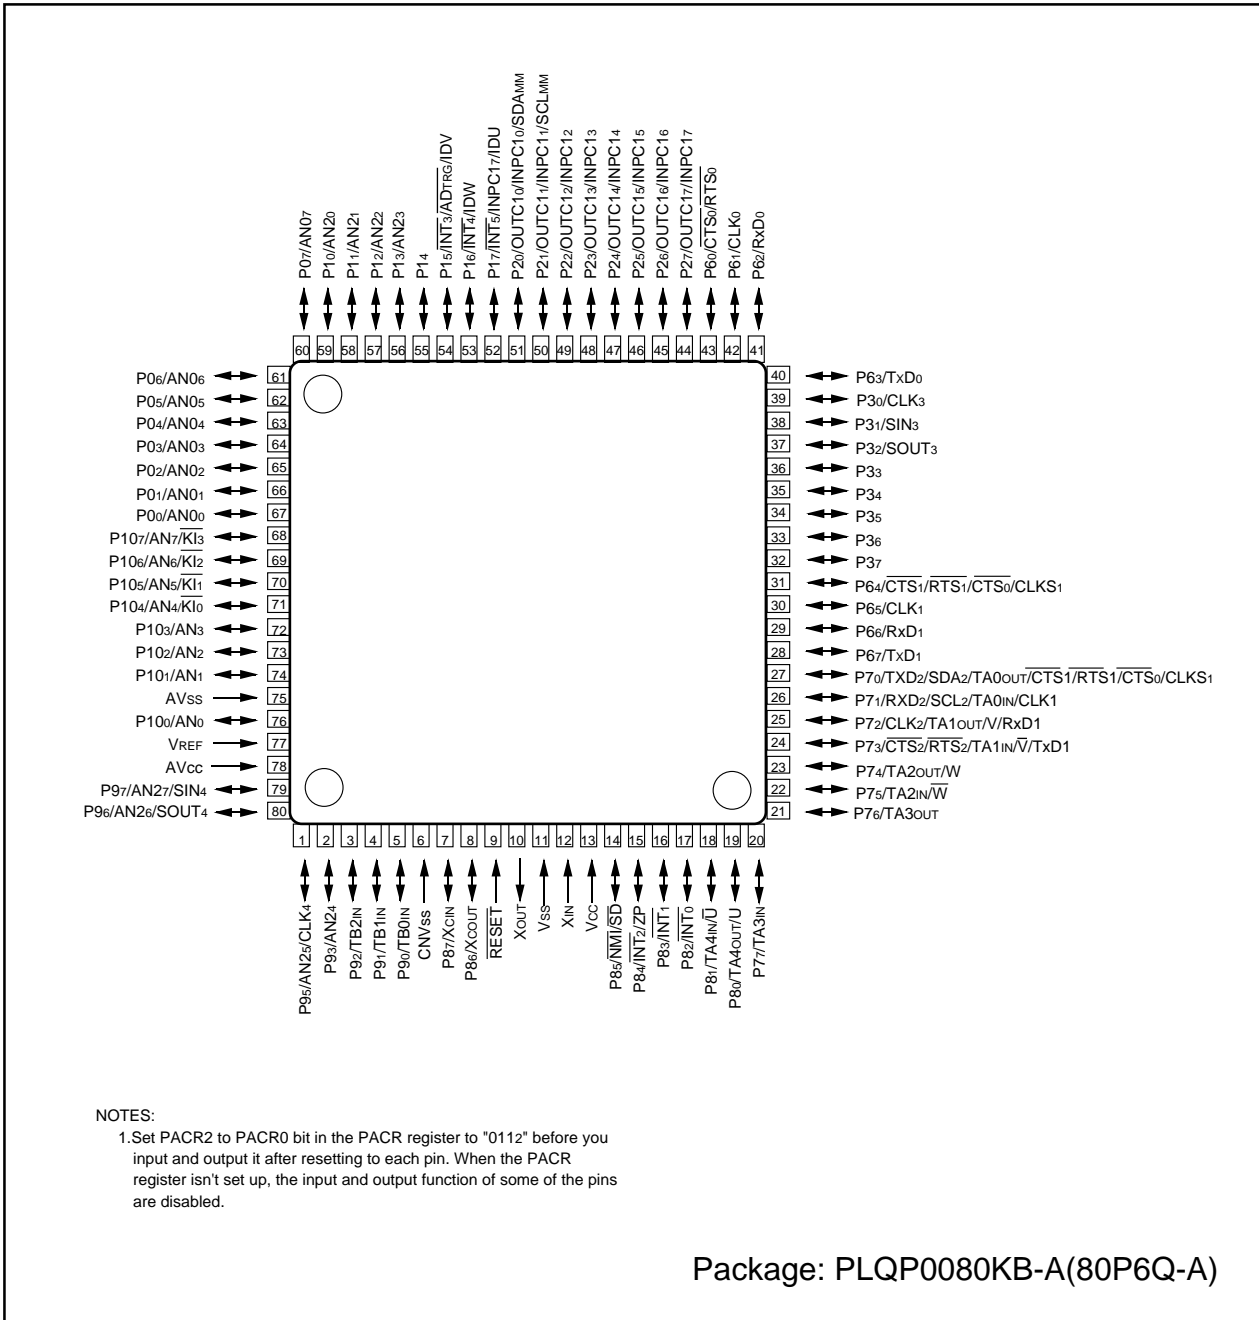 P07/AN07
P10/AN20
P11/AN21
P12/AN22
P13/AN23
P14
P15/INT3/ADTRG/IDV
P16/INT4/IDW
P17/INT5/INPC17/IDU
P20/OUTC10/INPC10/SDAMM
P21/OUTC11/INPC11/SCLMM
P22/OUTC12/INPC12
P23/OUTC13/INPC13
P24/OUTC14/INPC14
P25/OUTC15/INPC15
P26/OUTC16/INPC16
P27/OUTC17/INPC17
P60/CTS0/RTS0
P61/CLK0
P62/RxD0
60 59 58 57 56 55 54 53 52 51 50 49 48 47 46 45 44 43 42 41
P06/AN06 61
P05/AN05 62
P04/AN04 63
P03/AN03 64
P02/AN02 65
P01/AN01 66
P00/AN00 67
P107/AN7/KI3 68
P106/AN6/KI2 69
P105/AN5/KI1 70
P104/AN4/KI0 71
P103/AN3 72
P102/AN2 73
P101/AN1 74
AVSS 75
P100/AN0 76
VREF 77
AVCC 78
P97/AN27/SIN4 79
P96/AN26/SOUT4 80
40 P63/TxD0
39 P30/CLK3
38 P31/SIN3
37 P32/SOUT3
36 P33
35 P34
34 P35
33 P36
32 P37
31 P64/CTS1/RTS1/CTS0/CLKS1
30 P65/CLK1
29 P66/RxD1
28 P67/TxD1
27 P70/TXD2/SDA2/TA0OUT/CTS1/RTS1/CTS0/CLKS1
26 P71/RXD2/SCL2/TA0IN/CLK1
25 P72/CLK2/TA1OUT/V/RxD1
24 P73/CTS2/RTS2/TA1IN/V/TxD1
23 P74/TA2OUT/W
22 P75/TA2IN/W
21 P76/TA3OUT
1 2 3 4 5 6 7 8 9 10 11 12 13 14 15 16 17 18 19 20
P95/AN25/CLK4
P93/AN24
P92/TB2IN
P91/TB1IN
P90/TB0IN
CNVss
P87/XCIN
P86/XCOUT
RESET
XOUT
VSS
XIN
VCC
P85/NMI/SD
P84/INT2/ZP
P83/INT1
P82/INT0
P81/TA4IN/U
P80/TA4OUT/U
P77/TA3IN
NOTES:
1.Set PACR2 to PACR0 bit in the PACR register to "0112" before you
input and output it after resetting to each pin. When the PACR
register isn't set up, the input and output function of some of the pins
are disabled.
Package: PLQP0080KB-A(80P6Q-A)